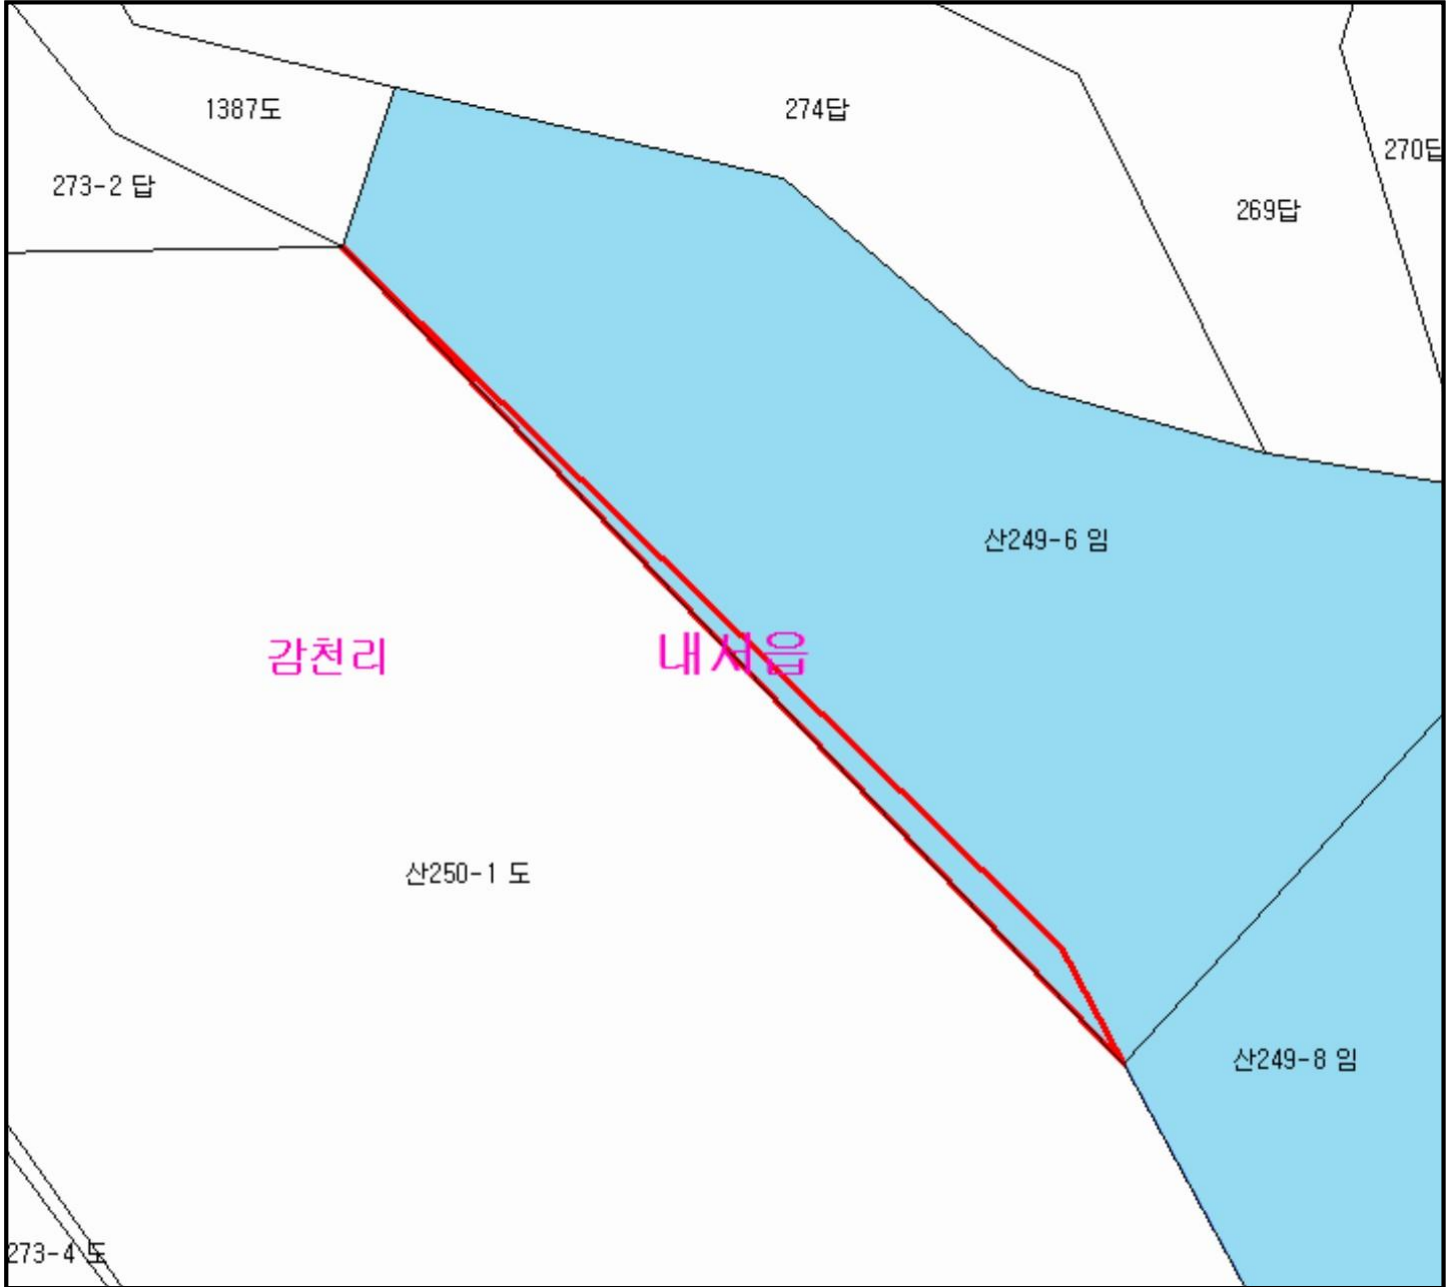 1387도
274답
270답
273-2 답
269답
산249-6 임
감천리
내서읍
산250-1 도
산249-8 임
273-4 도